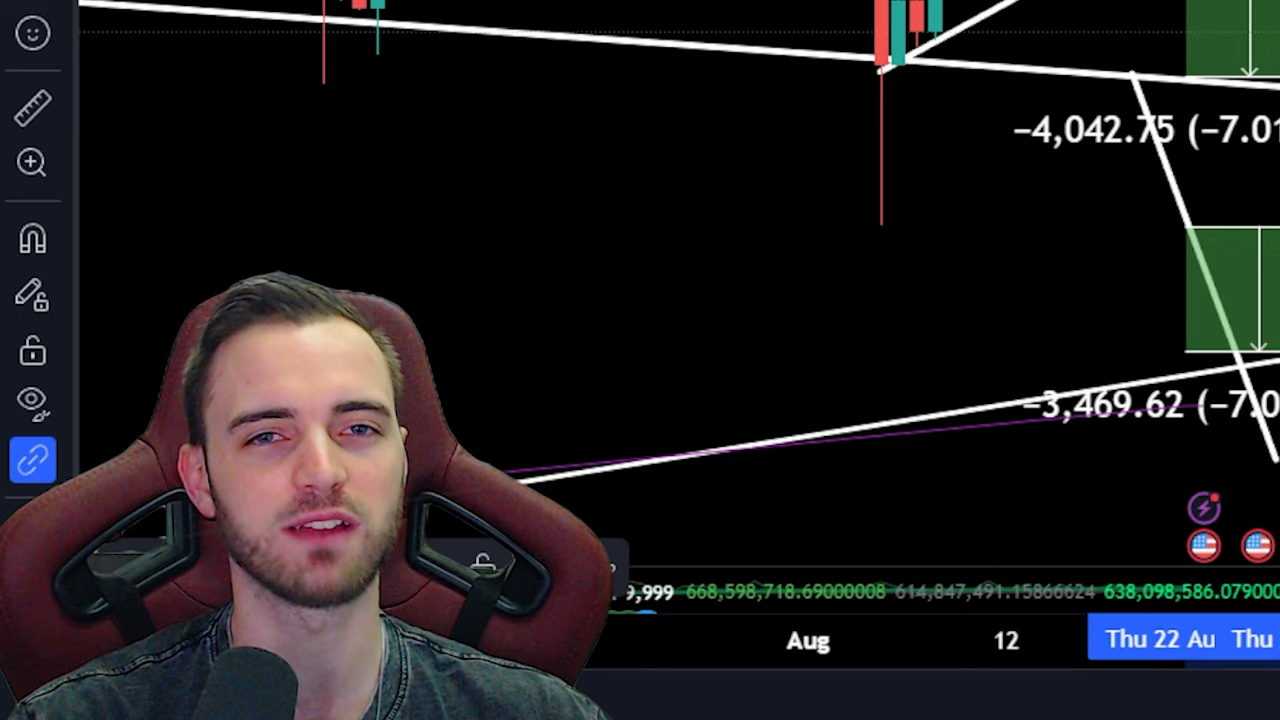 −4,042.75 (−7.01
−3,469.62 (−7.0
9,999 668,598,718.69000008 614,847,491.15866624 638,098,586.079000
Aug 12 Thu 22 Au Thu